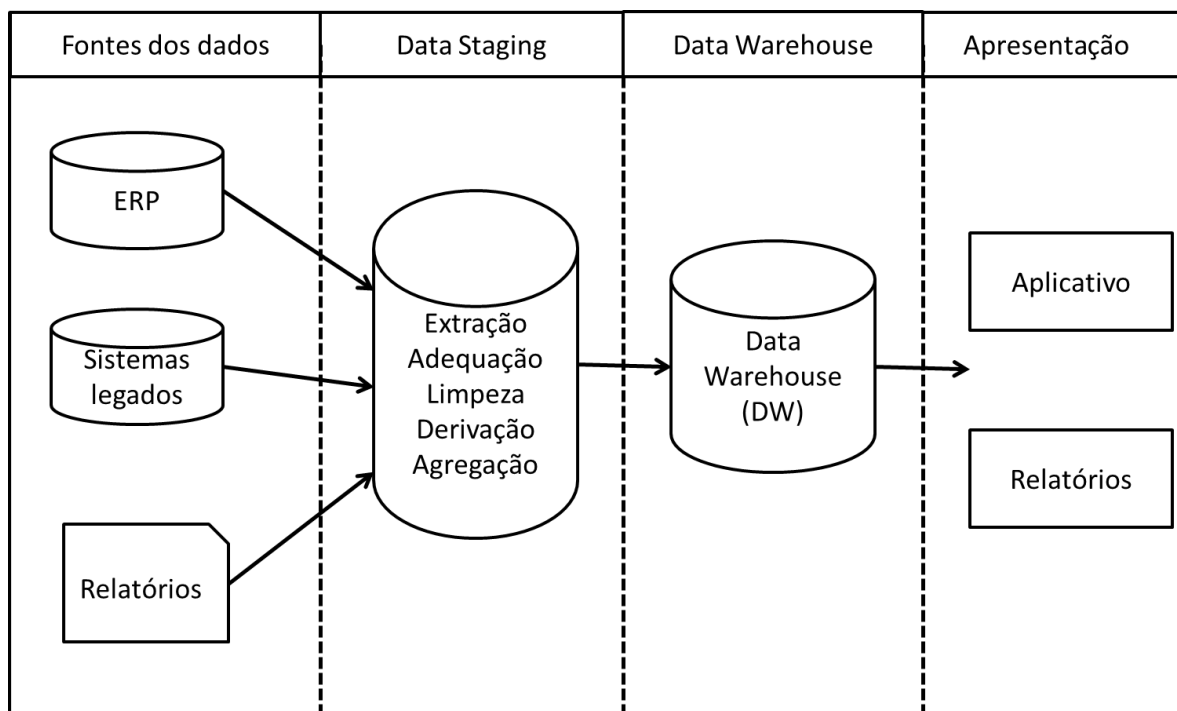 Fontes dos dados
Data Staging
Data Warehouse
Apresentação
ERP
Sistemas
legados
Relatórios
Extração
Adequação
Limpeza
Derivação
Agregação
Data
Warehouse
(DW)
Aplicativo
Relatórios